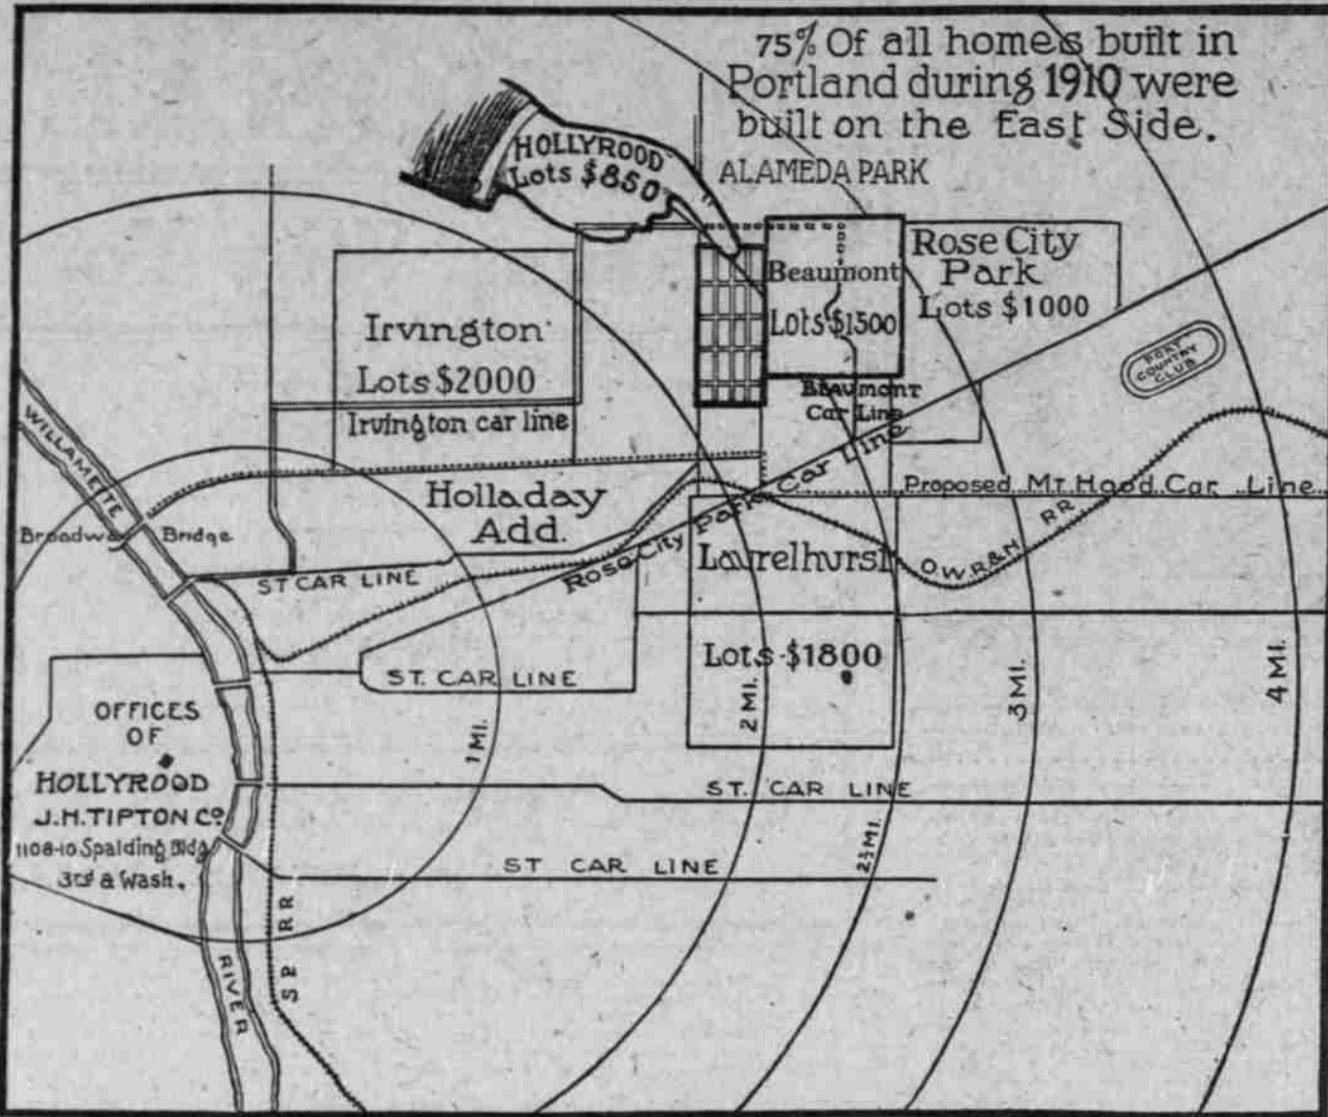 75% Of all homes built in
Portland during 1910 were
built on the East Side.
HOLLYROOD
Lots $850
ALAMEDA PARK
Rose City
Park
Lots $1000
Beaumont
Lots $1500
Irvington
Lots $2000
Irvington car line
PORT.
COUNTRY
CLUB
BEAUMONT
Car Line
WILLAMETTE
Holladay
Add.
Rose City Park Car Line
Proposed Mt Hood Car Line
Broadwa Bridge
Laurelhurst
O.W.R.&N RR
ST CAR LINE
Lots $1800
ST. CAR LINE
1 MI.
2 MI.
3 MI.
4 MI.
OFFICES
OF
HOLLYROOD
J.H. TIPTON Co
1108-10 Spalding Bldg
3rd & Wash.
ST. CAR LINE
2½ MI.
ST CAR LINE
S P RR
RIVER